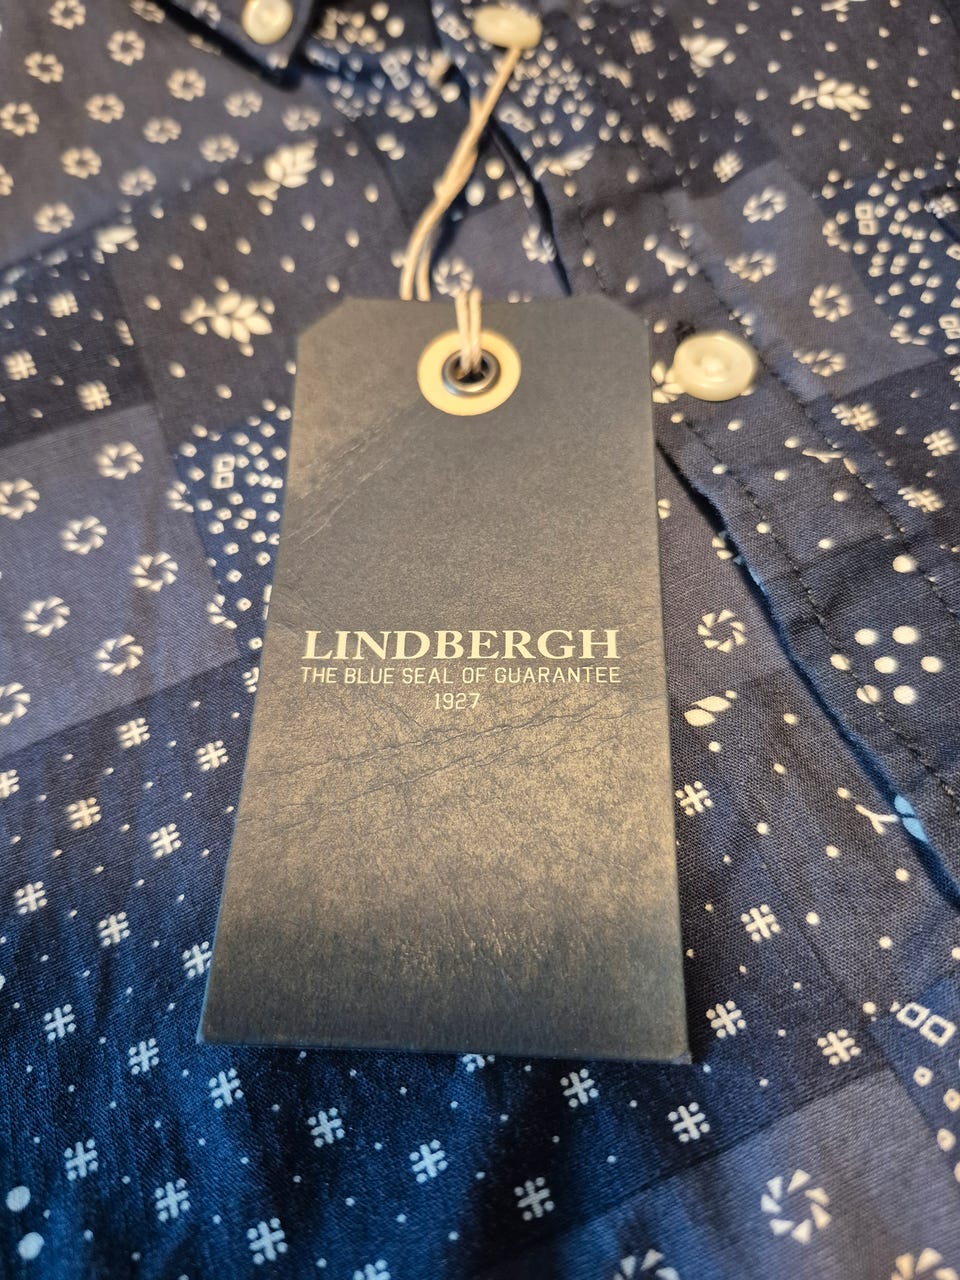 LINDBERGH
THE BLUE SEAL OF GUARANTEE
1927